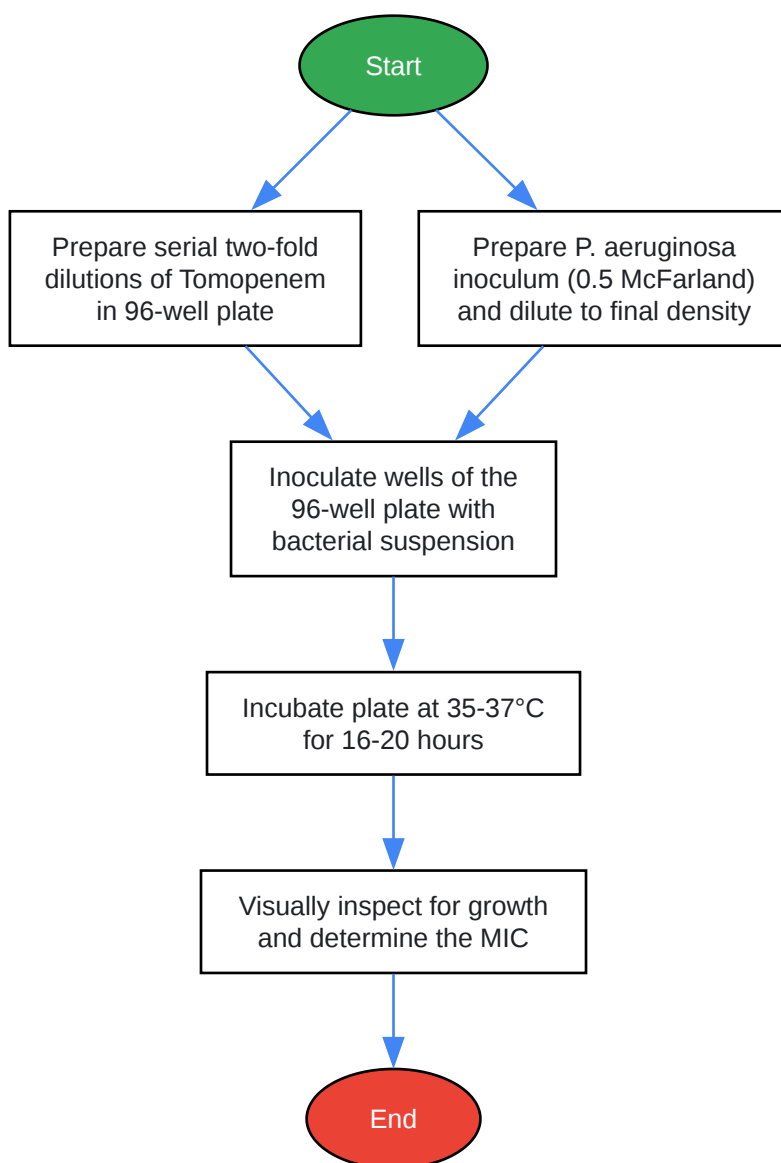 Start
Prepare serial two-fold
dilutions of Tomopenem
in 96-well plate
Prepare P. aeruginosa
inoculum (0.5 McFarland)
and dilute to final density
Inoculate wells of the
96-well plate with
bacterial suspension
Incubate plate at 35-37°C
for 16-20 hours
Visually inspect for growth
and determine the MIC
End